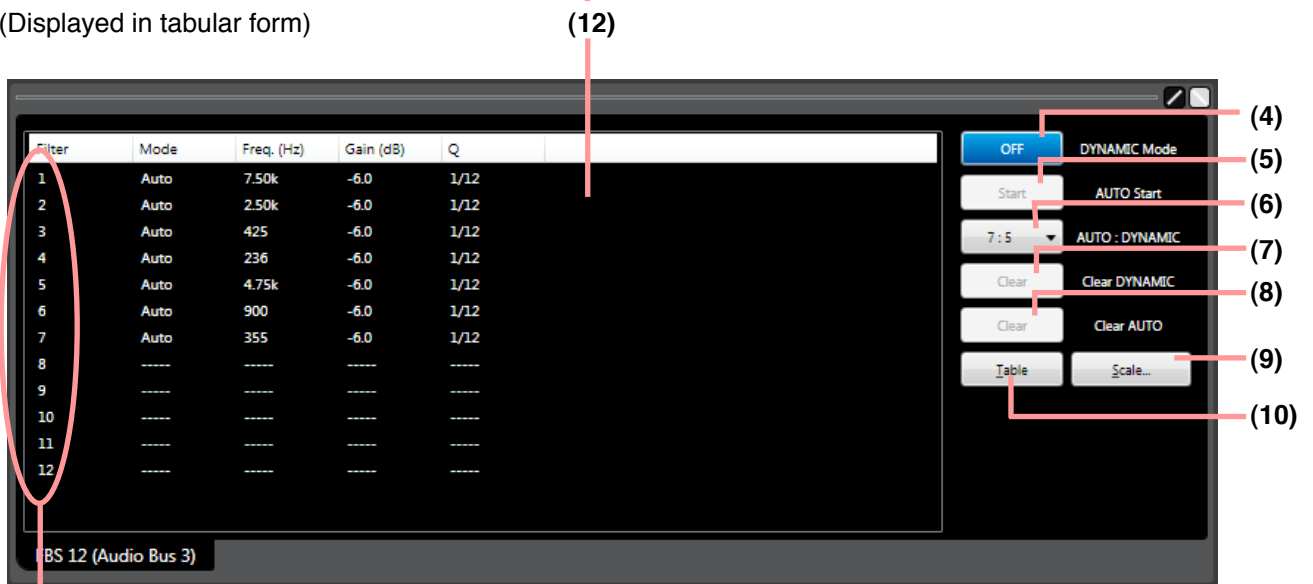 (Displayed in tabular form)
(12)
Filter Mode Freq. (Hz) Gain (dB) Q
1 Auto 7.50k -6.0 1/12
2 Auto 2.50k -6.0 1/12
3 Auto 425 -6.0 1/12
4 Auto 236 -6.0 1/12
5 Auto 4.75k -6.0 1/12
6 Auto 900 -6.0 1/12
7 Auto 355 -6.0 1/12
8 ----- ----- ----- -----
9 ----- ----- ----- -----
10 ----- ----- ----- -----
11 ----- ----- ----- -----
12 ----- ----- ----- -----
OFF DYNAMIC Mode
Start AUTO Start
7 : 5 AUTO : DYNAMIC
Clear Clear DYNAMIC
Clear Clear AUTO
Table Scale...
(4)
(5)
(6)
(7)
(8)
(9)
(10)
FBS 12 (Audio Bus 3)